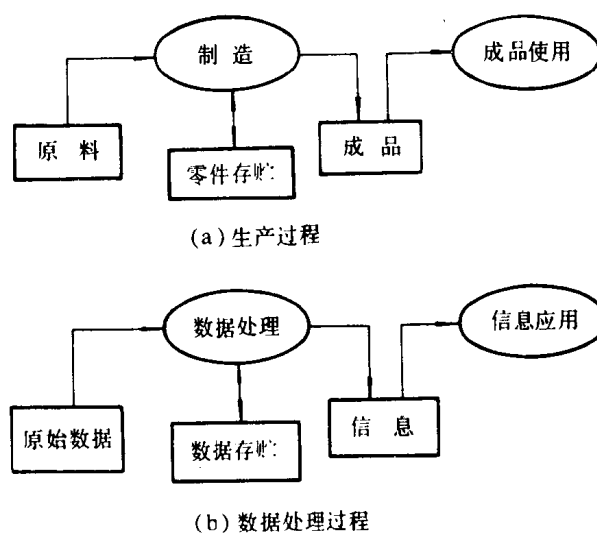 制造
成品使用
原料
成品
零件存贮
(a)生产过程
数据处理
信息应用
原始数据
信息
数据存贮
(b)数据处理过程